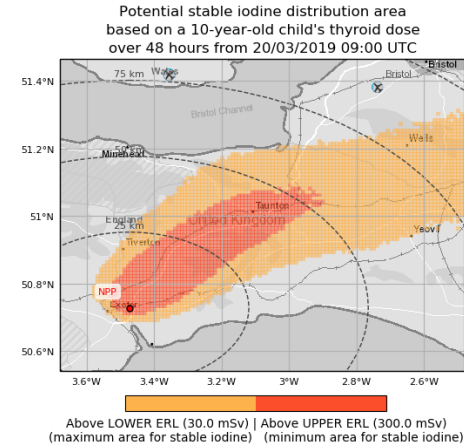 Potential stable iodine distribution area
based on a 10-year-old child's thyroid dose
over 48 hours from 20/03/2019 09:00 UTC
51.4°N
75 km
Wales
Bristol
Bristol
Bristol Channel
51.2°N
50 km
Minehead
Wells
51°N
England
25 km
Taunton
United Kingdom
Tiverton
Yeovil
50.8°N
NPP
Exeter
50.6°N
3.6°W 3.4°W 3.2°W 3°W 2.8°W 2.6°W
Above LOWER ERL (30.0 mSv) | Above UPPER ERL (300.0 mSv)
(maximum area for stable iodine) (minimum area for stable iodine)